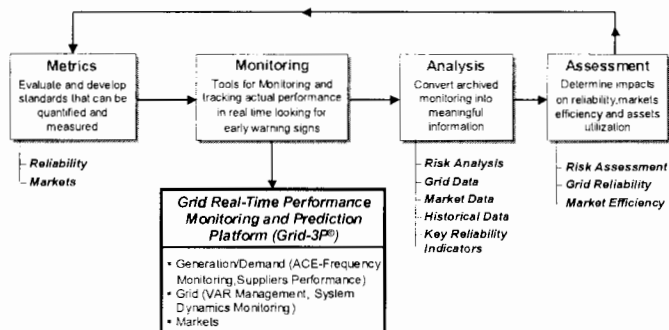 Metrics
Evaluate and develop
standards that can be
quantified and
measured
Reliability
Markets
Monitoring
Tools for Monitoring and
tracking actual performance
in real time looking for
early warning signs
Grid Real-Time Performance
Monitoring and Prediction
Platform (Grid-3P®)
• Generation/Demand (ACE-Frequency
Monitoring,Suppliers Performance)
• Grid (VAR Management, System
Dynamics Monitoring)
• Markets
Analysis
Convert archived
monitoring into
meaningful
information
Risk Analysis
Grid Data
Market Data
Historical Data
Key Reliability
Indicators
Assessment
Determine impacts
on reliability,markets
efficiency and assets
utilization
Risk Assessment
Grid Reliability
Market Efficiency